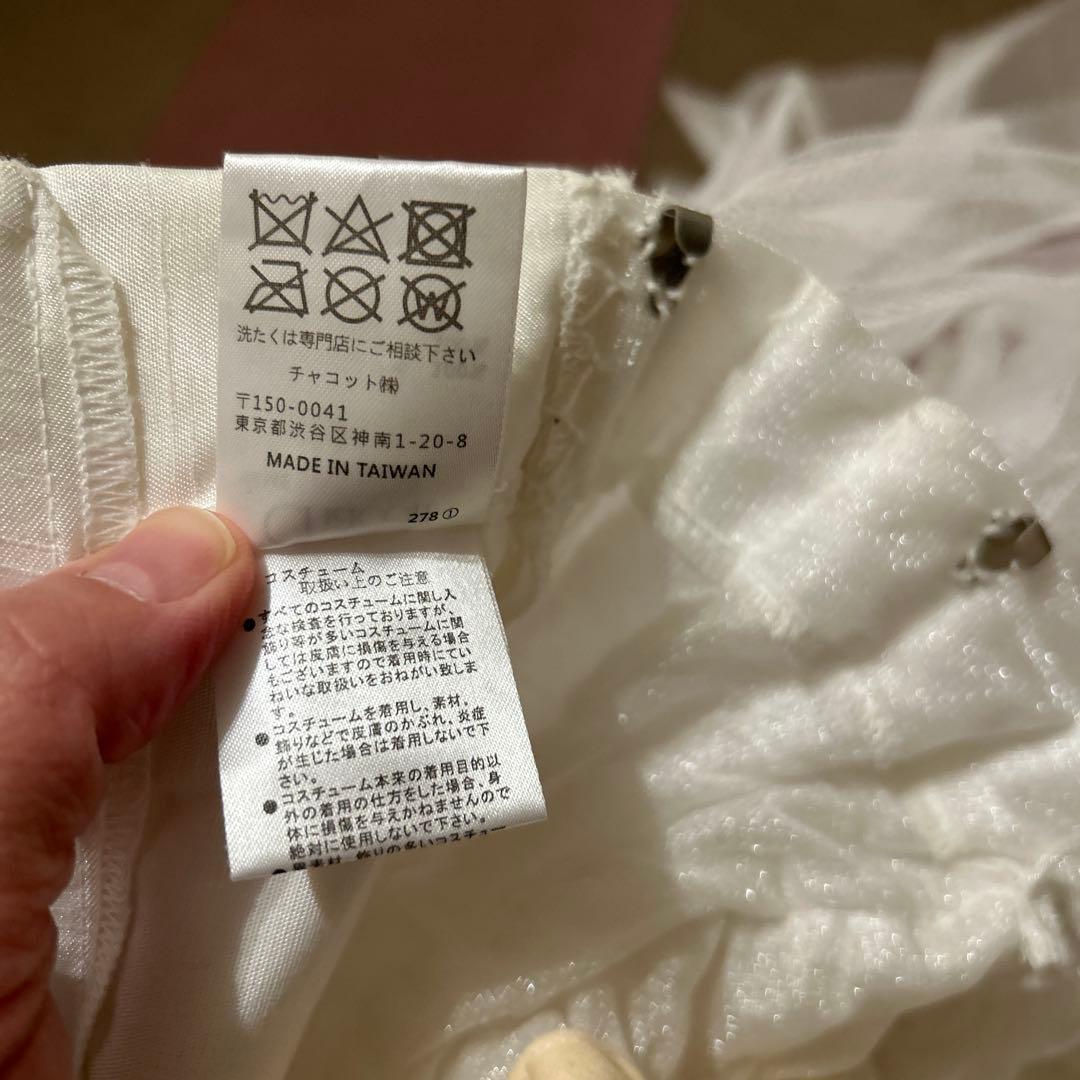 W
洗たくは専門店にご相談下さい
チャコット㈱
〒150-0041
東京都渋谷区神南1-20-8
MADE IN TAIWAN
278 ①
コスチューム
取扱い上のご注意
●すべてのコスチュームに関し入
念な検査を行っておりますが、
飾り等が多いコスチュームに関
しては皮膚に損傷を与える場合
もございますので着用時にてい
ねいな取扱いをおねがい致しま
す。
●コスチュームを着用し、素材、
飾りなどで皮膚のかぶれ、炎症
が生じた場合は着用しないで下
さい。
●コスチューム本来の着用目的以
外の着用の仕方をした場合、身
体に損傷を与えかねませんので
絶対に使用しないで下さい。
飾りの多いコスチュー